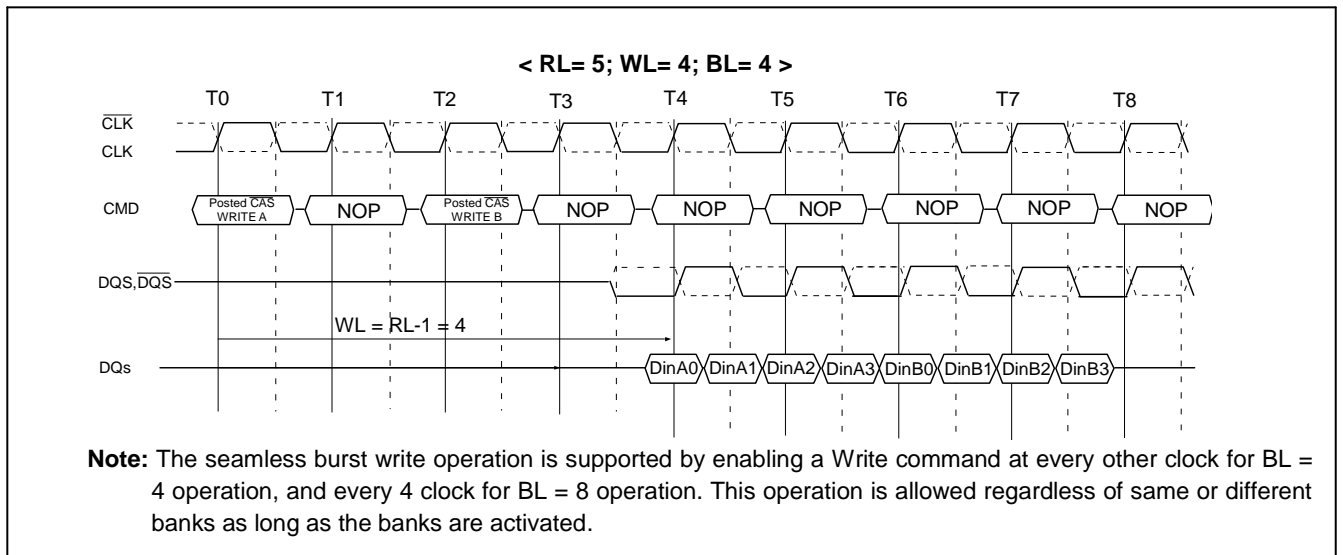 < RL= 5; WL= 4; BL= 4 >
T0 T1 T2 T3 T4 T5 T6 T7 T8
CLK
CLK
CMD Posted CAS WRITE A NOP Posted CAS WRITE B NOP NOP NOP NOP NOP NOP
DQS,DQS
WL = RL-1 = 4
DQs DinA0 DinA1 DinA2 DinA3 DinB0 DinB1 DinB2 DinB3
Note: The seamless burst write operation is supported by enabling a Write command at every other clock for BL =
4 operation, and every 4 clock for BL = 8 operation. This operation is allowed regardless of same or different
banks as long as the banks are activated.